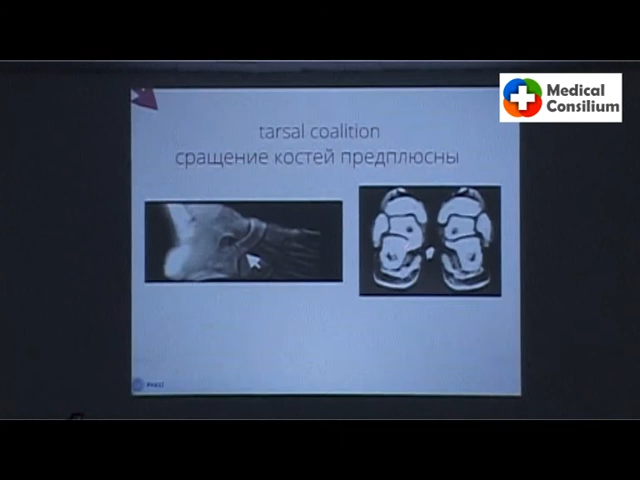 Medical
Consilium
tarsal coalition
сращение костей предплюсны